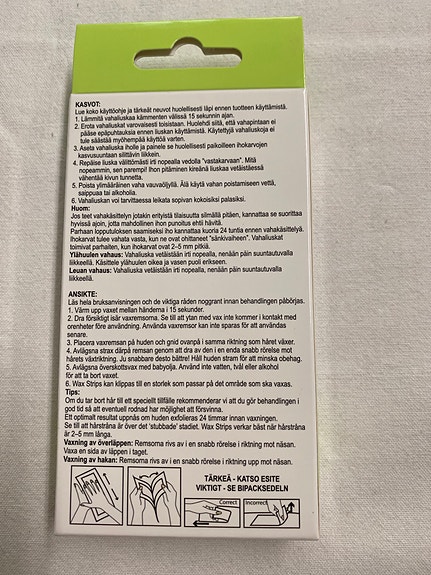 KASVOT:
Lue koko käyttöohje ja tärkeät neuvot huolellisesti läpi ennen tuotteen käyttämistä.
1. Lämmitä vahaliuskat kämmenten välissä 15 sekunnin ajan.
2. Erota vahaliuskat varovaisesti toisistaan. Huolehdi siitä, että vahapintaan ei
pääse epäpuhtauksia ennen liuskan käyttämistä. Käytettyjä vahaliuskoja ei
tule säästää myöhempää käyttöä varten.
3. Aseta vahaliuska iholle ja painele se huolellisesti paikalleen ihokarvojen
kasvusuuntaan silittävin liikkein.
4. Repäise liuska välittömästi irti nopealla vedolla "vastakarvaan". Mitä
nopeammin, sen parempi! Ihon pitäminen kireänä liuskaa vetäistäessä
vähentää kivun tunnetta.
5. Poista ylimääräinen vaha vauvaöljyllä. Älä käytä vahan poistamiseen vettä,
saippuaa tai alkoholia.
6. Vahaliuskan voi tarvittaessa leikata sopivan kokoisiksi palasiksi.
Huom:
Jos teet vahakäsittelyn jotakin erityistä tilaisuutta silmällä pitäen, kannattaa se suorittaa
hyvissä ajoin, jotta mahdollinen ihon punoitus ehtii hävitä.
Parhaan lopputuloksen saamiseksi iho kannattaa kuoria 24 tuntia ennen vahakäsittelyä.
Ihokarvat tulee vahata vasta, kun ne ovat ohittaneet "sänkivaiheen". Vahaliuskat
toimivat parhaiten, kun ihokarvat ovat 2–5 mm pitkiä.
Ylähuulen vahaus: Vahaliuska vetäistään irti nopealla, nenään päin suuntautuvalla
liikkeellä. Käsittele ylähuulen oikea ja vasen puoli erikseen.
Leuan vahaus: Vahaliuska vetäistään irti nopealla, nenään päin suuntautuvalla
liikkeellä.
ANSIKTE:
Läs hela bruksanvisningen och de viktiga råden noggrant innan behandlingen påbörjas.
1. Värm upp vaxet mellan händerna i 15 sekunder.
2. Dra försiktigt isär vaxremsorna. Se till att ytan med vax inte kommer i kontakt med
orenheter före användning. Använda vaxremsor kan inte sparas för att användas
senare.
3. Placera vaxremsan på huden och gnid ovanpå i samma riktning som håret växer.
4. Avlägsna strax därpå remsan genom att dra av den i en enda snabb rörelse mot
hårets växtriktning. Ju snabbare desto bättre! Håll huden stram för att minska obehag.
5. Avlägsna överskottsvax med babyolja. Använd inte vatten, tvål eller alkohol
för att ta bort vaxet.
6. Wax Strips kan klippas till en storlek som passar på det område som ska vaxas.
Tips:
Om du tar bort hår till ett speciellt tillfälle rekommenderar vi att du gör behandlingen i
god tid så att eventuell rodnad har möjlighet att försvinna.
Ett optimalt resultat uppnås om huden exfolieras 24 timmar innan vaxningen.
Se till att hårstråna är över det 'stubbade' stadiet. Wax Strips verkar bäst när hårstråna
är 2–5 mm långa.
Vaxning av överläppen: Remsorna rivs av i en snabb rörelse i riktning mot näsan.
Vaxa en sida av läppen i taget.
Vaxning av hakan: Remsorna rivs av i en snabb rörelse i riktning upp mot näsan.
TÄRKEÄ - KATSO ESITE
VIKTIGT - SE BIPACKSEDELN
Correct
Incorrect